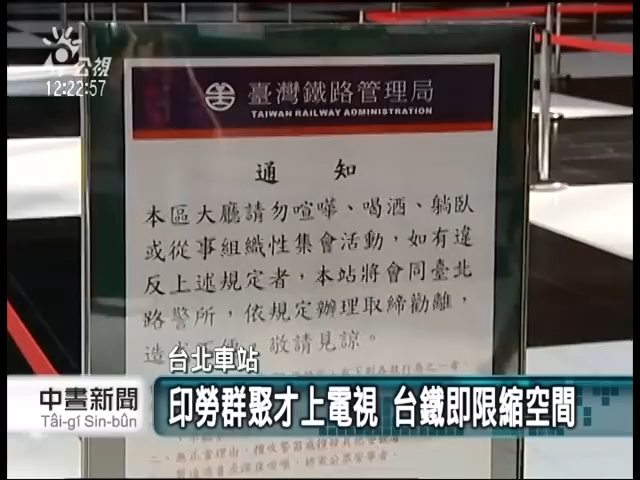 公視
12:22:57
臺灣鐵路管理局
TAIWAN RAILWAY ADMINISTRATION
通 知
本區大廳請勿喧嘩、喝酒、躺臥
或從事組織性集會活動，如有違
反上述規定者，本站將會同臺北
路警所，依規定辦理取締勸離，
敬請見諒。
台北車站
中晝新聞
Tâi-gí Sin-bûn
印勞群聚才上電視 台鐵即限縮空間